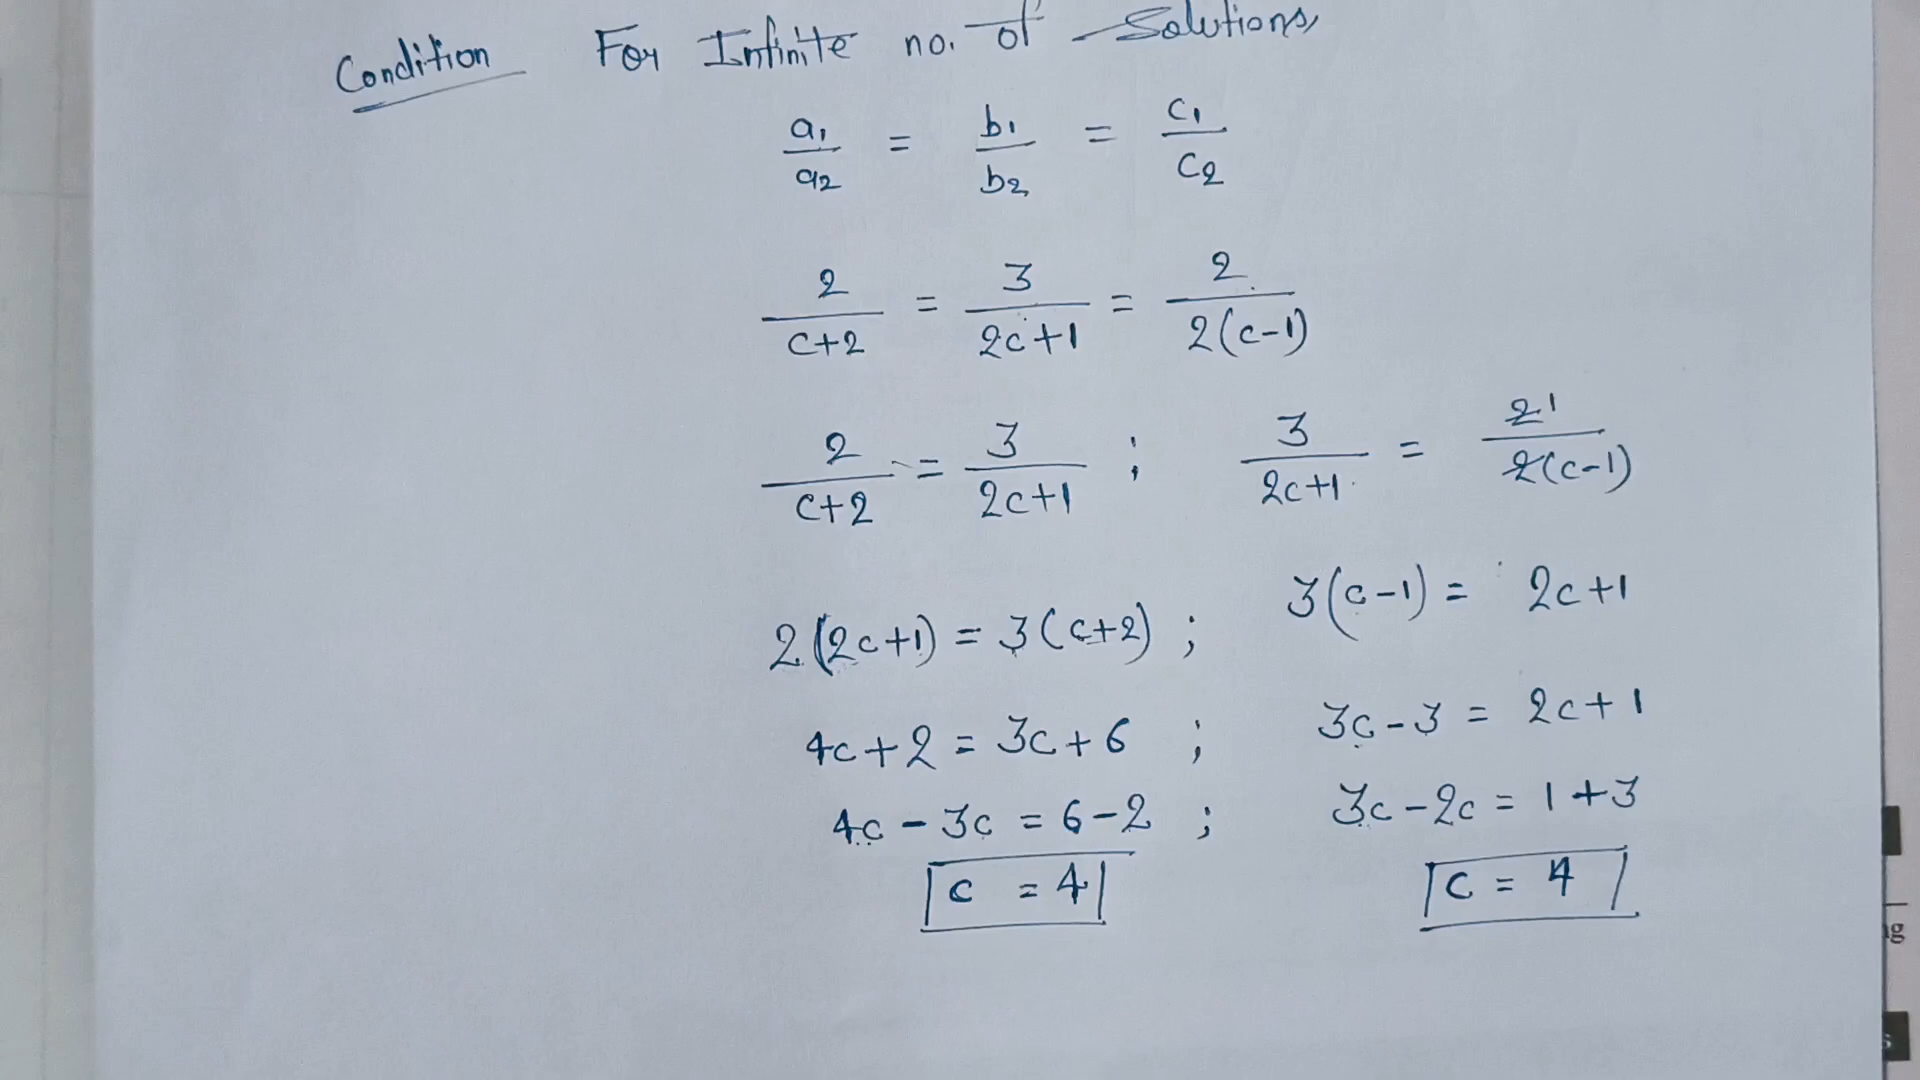 Condition For Infinite no. of Solutions,
a₁/a₂ = b₁/b₂ = c₁/c₂
2/(c+2) = 3/(2c+1) = 2/(2(c-1))
2/(c+2) = 3/(2c+1) ; 3/(2c+1) = 2 1/(2(c-1))
2(2c+1) = 3(c+2) ; 3(c-1) = 2c+1
4c+2 = 3c+6 ; 3c-3 = 2c+1
4c-3c = 6-2 ; 3c-2c = 1+3
c = 4 c = 4
g
s